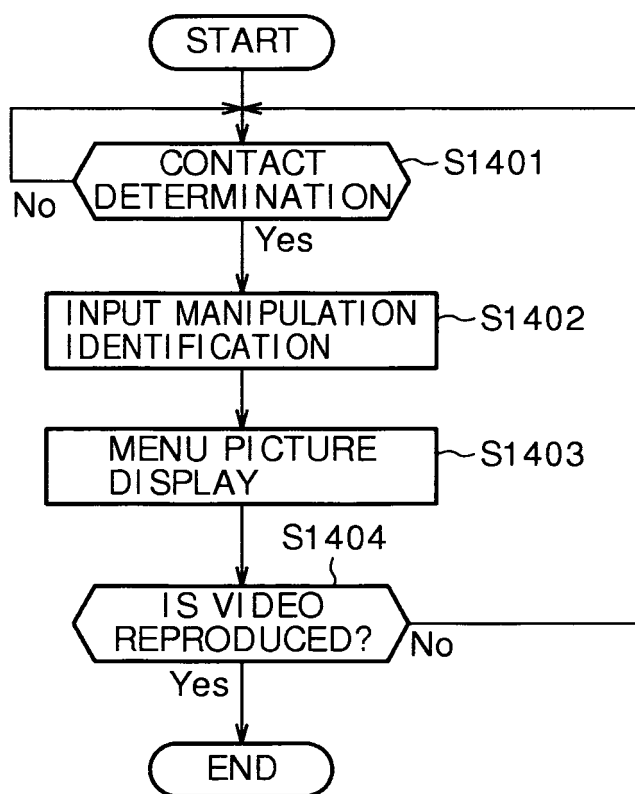 START
CONTACT
DETERMINATION
S1401
No
Yes
INPUT MANIPULATION
IDENTIFICATION
S1402
MENU PICTURE
DISPLAY
S1403
S1404
IS VIDEO
REPRODUCED?
No
Yes
END